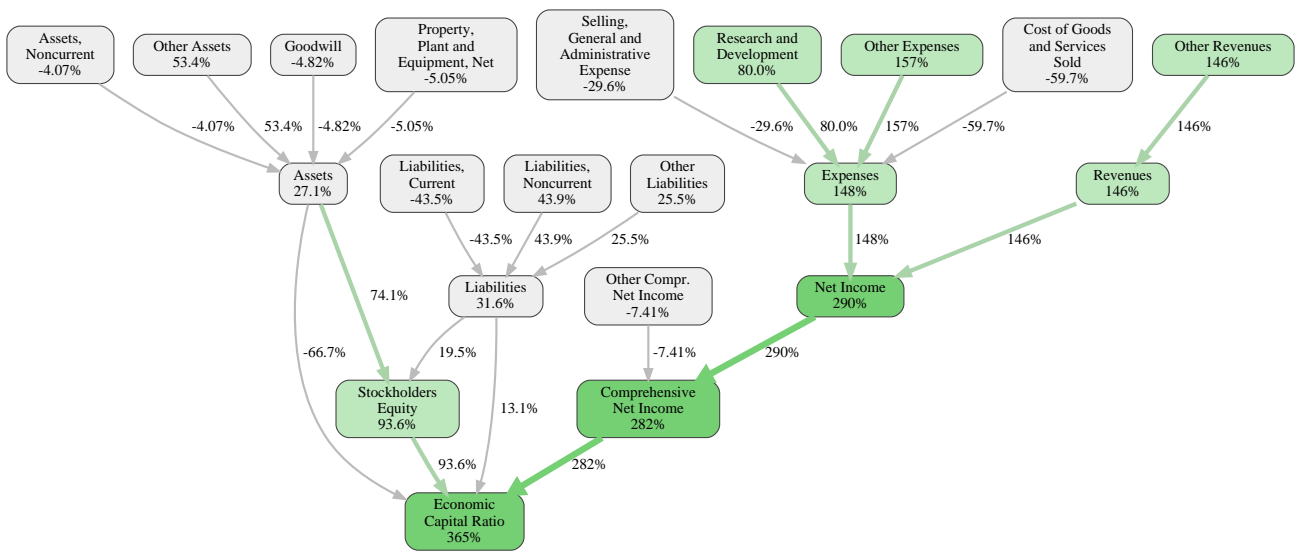 Assets,
Noncurrent
-4.07%
Other Assets
53.4%
Goodwill
-4.82%
Property,
Plant and
Equipment, Net
-5.05%
Selling,
General and
Administrative
Expense
-29.6%
Research and
Development
80.0%
Other Expenses
157%
Cost of Goods
and Services
Sold
-59.7%
Other Revenues
146%
-4.07%
53.4%
-4.82%
-5.05%
-29.6%
80.0%
157%
-59.7%
146%
Assets
27.1%
Liabilities,
Current
-43.5%
Liabilities,
Noncurrent
43.9%
Other
Liabilities
25.5%
Expenses
148%
Revenues
146%
-43.5%
43.9%
25.5%
148%
146%
74.1%
Liabilities
31.6%
Other Compr.
Net Income
-7.41%
Net Income
290%
-66.7%
19.5%
-7.41%
290%
Stockholders
Equity
93.6%
13.1%
Comprehensive
Net Income
282%
93.6%
282%
Economic
Capital Ratio
365%